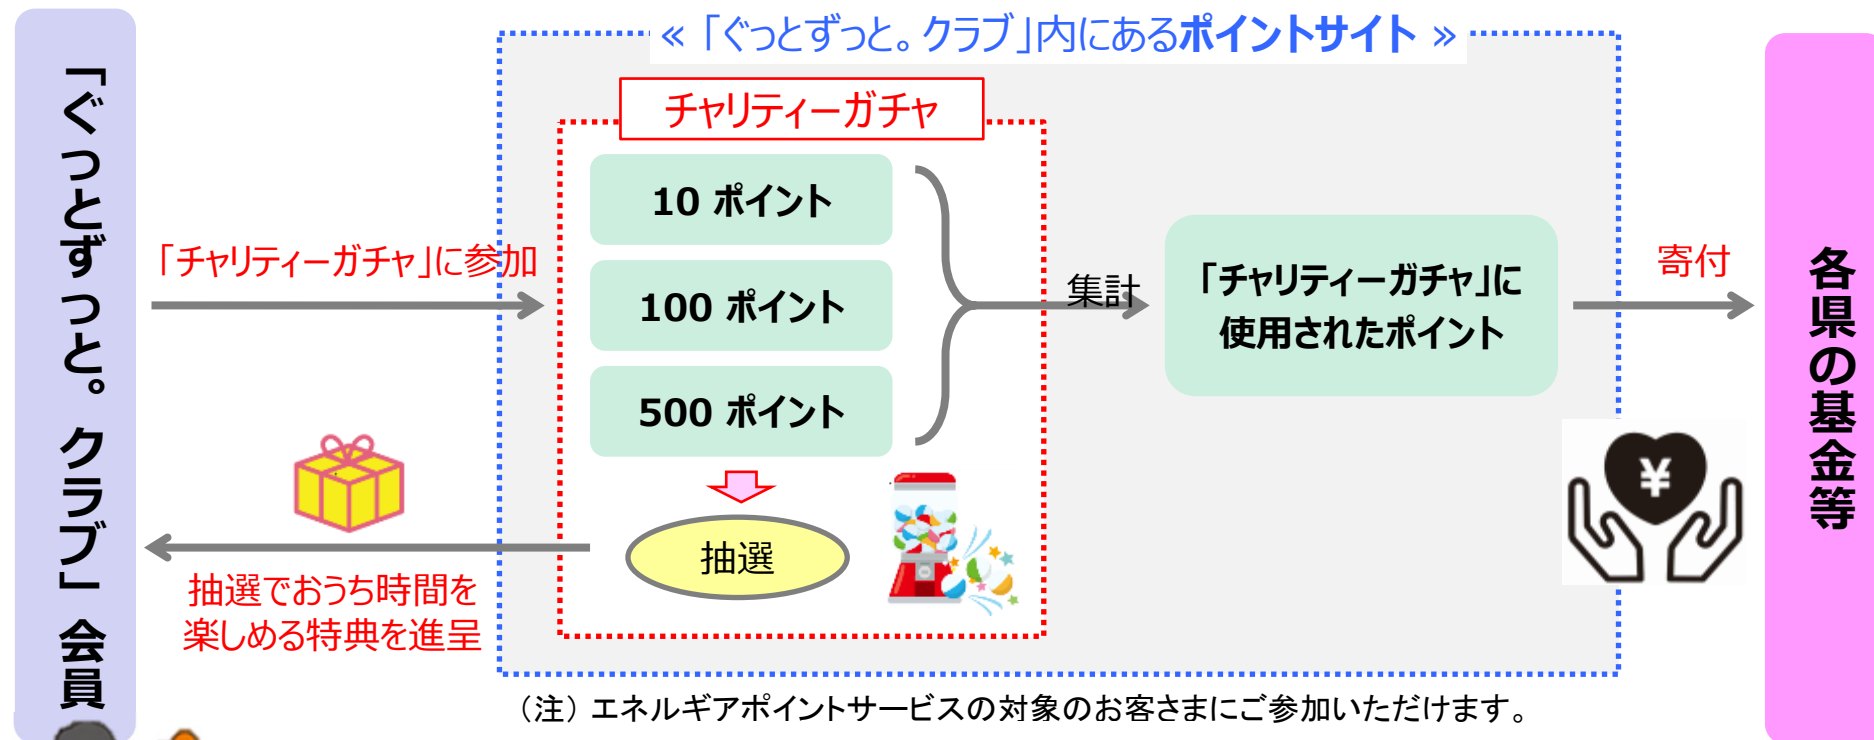 「ぐっとずっと。クラブ」会員
« 「ぐっとずっと。クラブ」内にあるポイントサイト »
チャリティーガチャ
10 ポイント
100 ポイント
500 ポイント
抽選
「チャリティーガチャ」に参加
抽選でおうち時間を
楽しめる特典を進呈
集計
「チャリティーガチャ」に
使用されたポイント
寄付
¥
各県の基金等
（注）エネルギアポイントサービスの対象のお客さまにご参加いただけます。